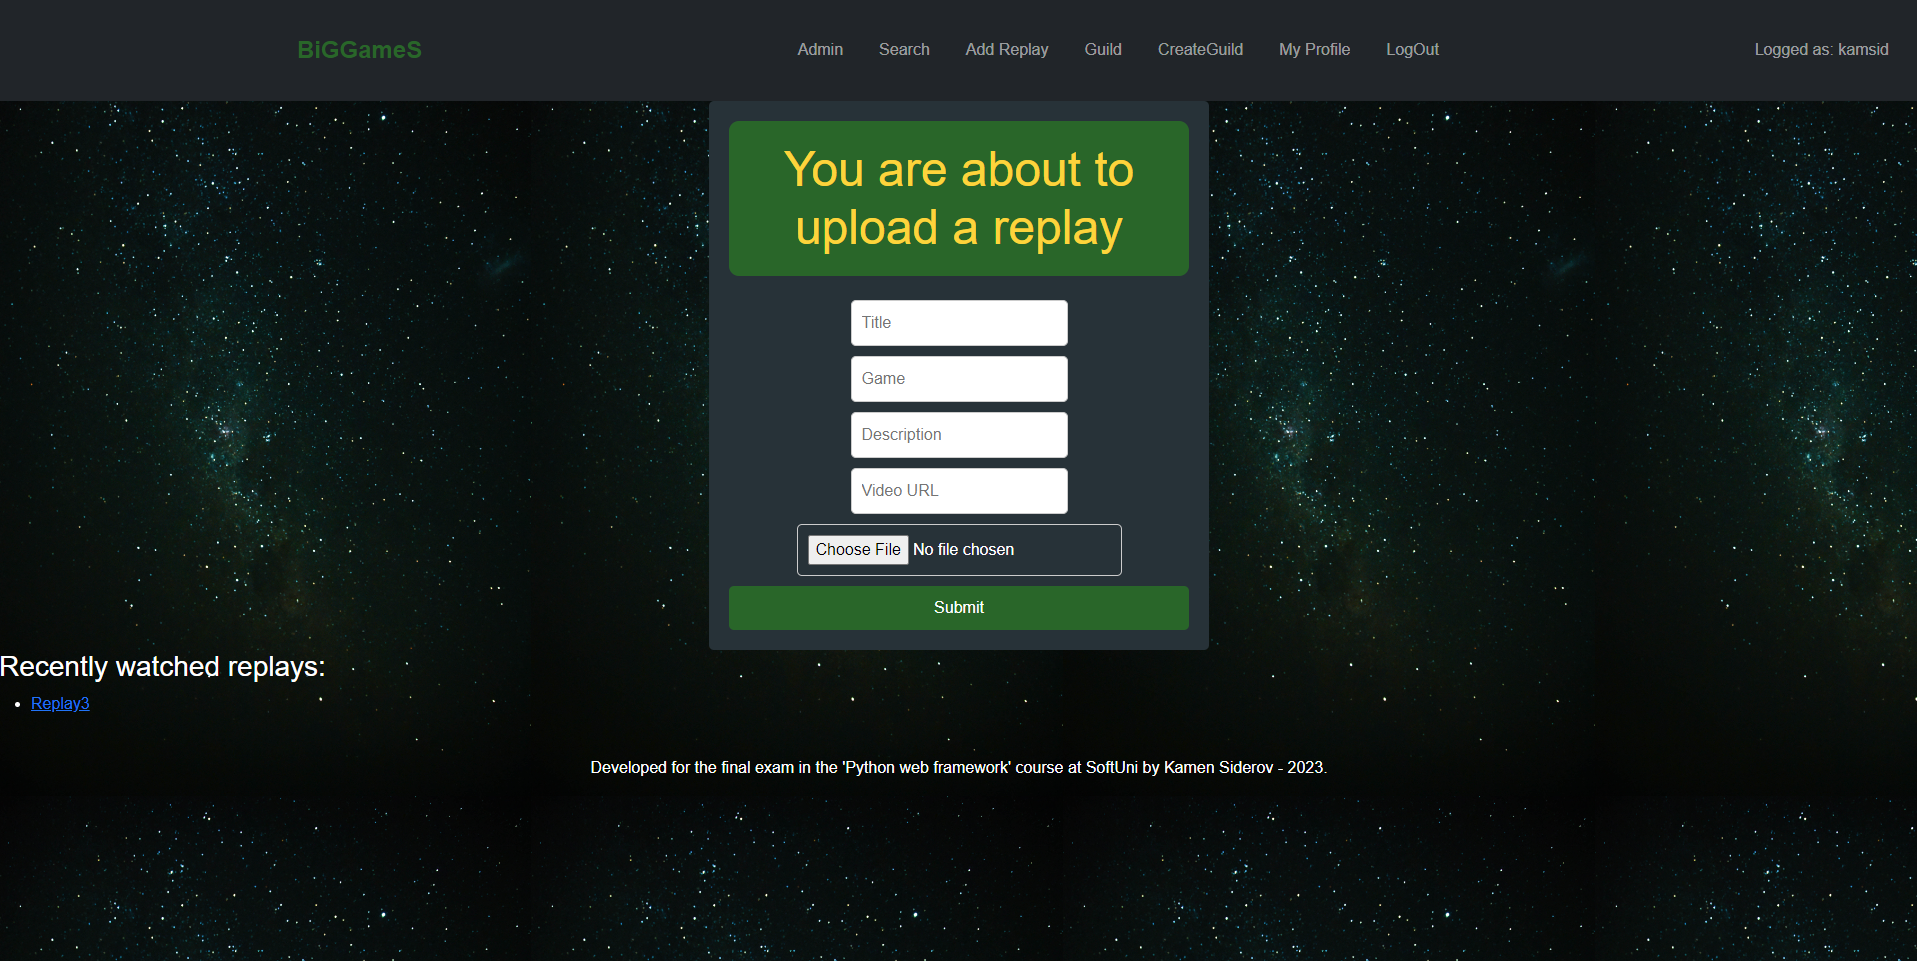 BiGGameS
Admin Search Add Replay Guild CreateGuild My Profile LogOut
Logged as: kamsid
You are about to
upload a replay
Title
Game
Description
Video URL
Choose File No file chosen
Submit
Recently watched replays:
Replay3
Developed for the final exam in the 'Python web framework' course at SoftUni by Kamen Siderov - 2023.